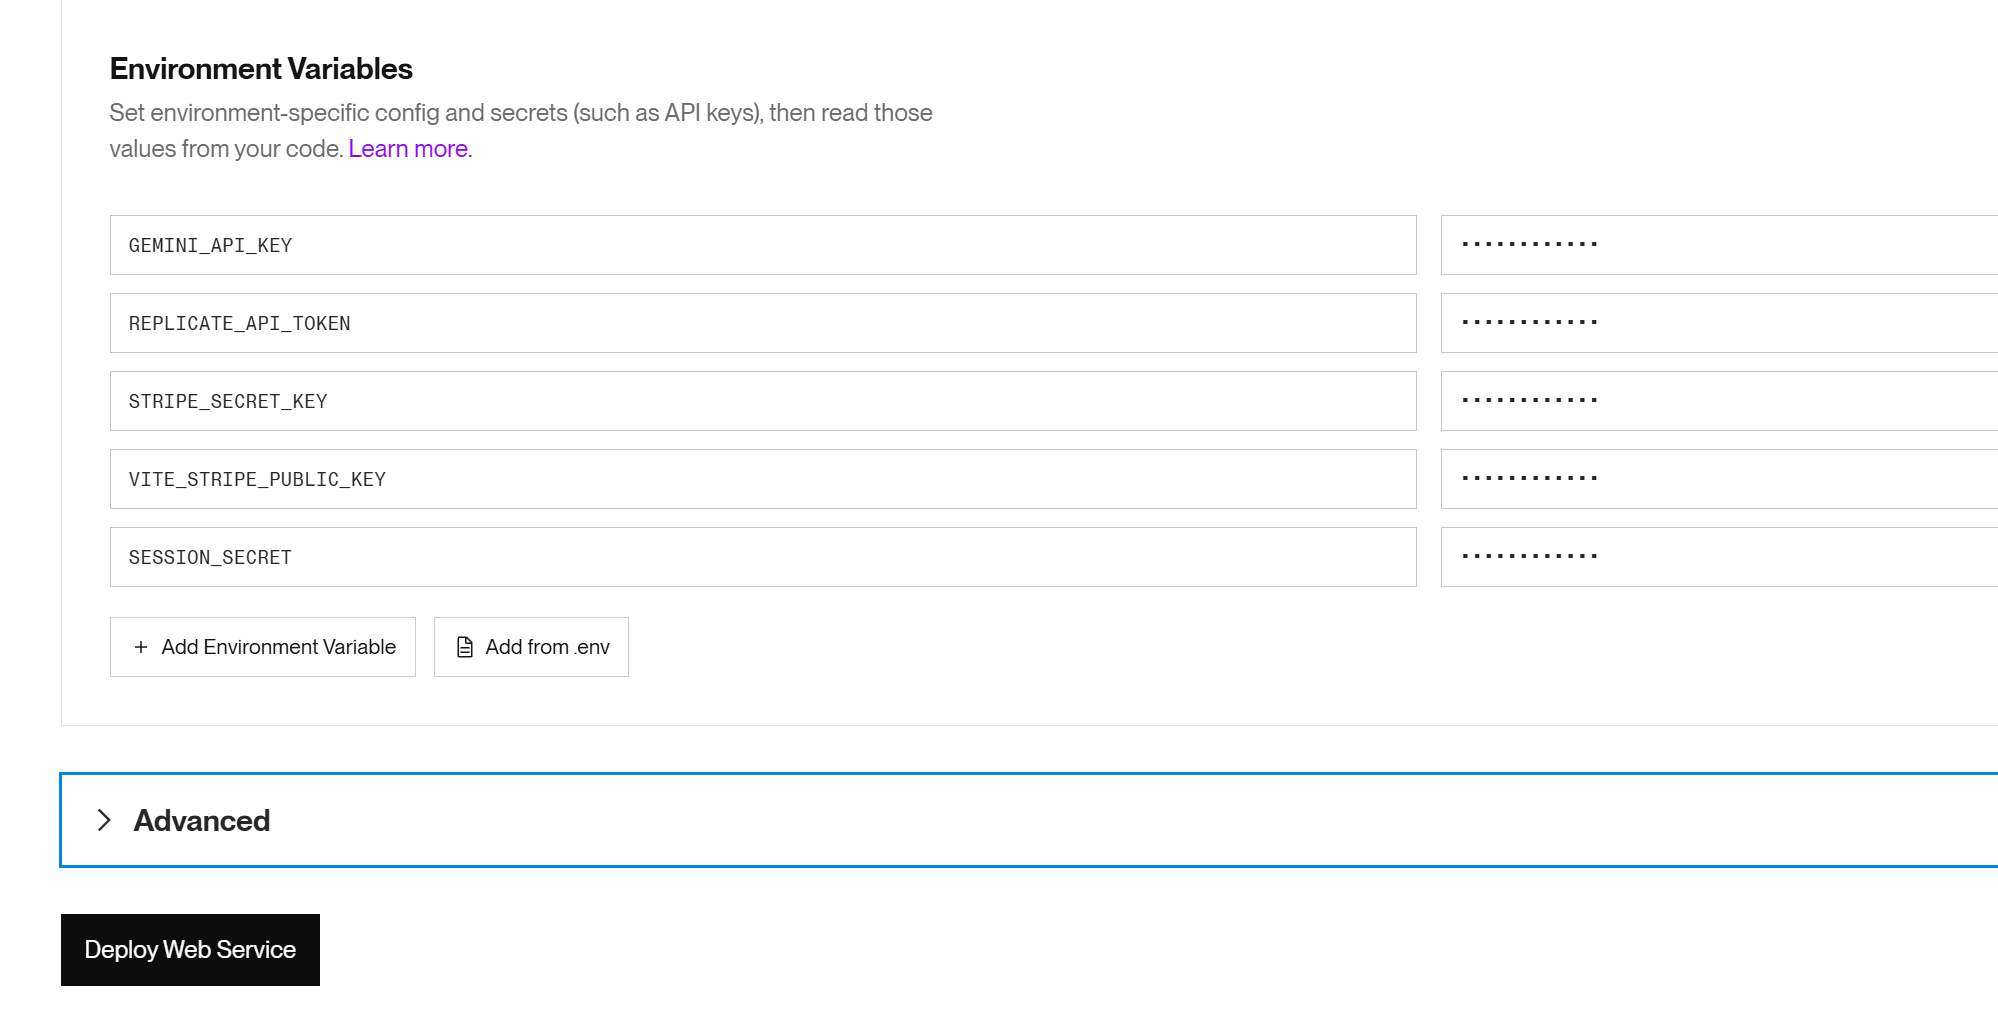 Environment Variables
Set environment-specific config and secrets (such as API keys), then read those
values from your code. Learn more.
GEMINI_API_KEY
REPLICATE_API_TOKEN
STRIPE_SECRET_KEY
VITE_STRIPE_PUBLIC_KEY
SESSION_SECRET
+ Add Environment Variable
Add from .env
Advanced
Deploy Web Service